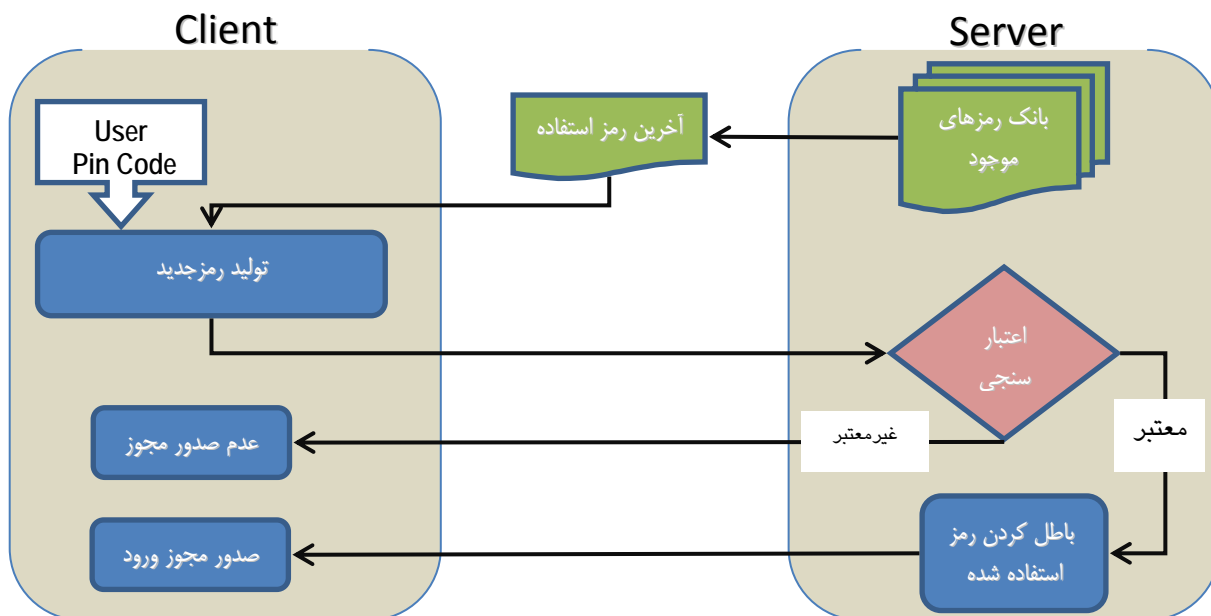 Client
Server
User
Pin Code
آخرین رمز استفاده
بانک رمزهای
موجود
تولید رمزجدید
اعتبار
سنجی
معتبر
غیرمعتبر
عدم صدور مجوز
صدور مجوز ورود
باطل کردن رمز
استفاده شده